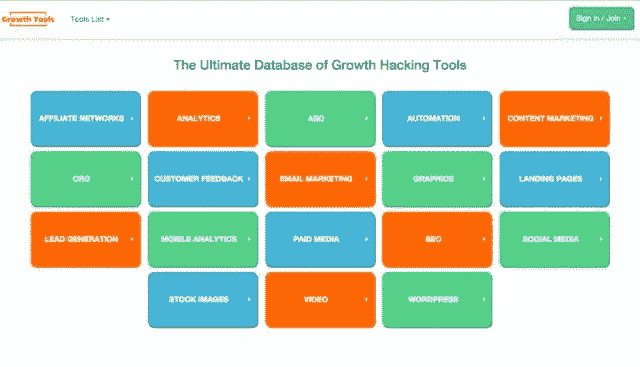 Growth Tools
Tools List
Sign in / Join
The Ultimate Database of Growth Hacking Tools
AFFILIATE NETWORKS
ANALYTICS
ASO
AUTOMATION
CONTENT MARKETING
CRO
CUSTOMER FEEDBACK
EMAIL MARKETING
GRAPHICS
LANDING PAGES
LEAD GENERATION
MOBILE ANALYTICS
PAID MEDIA
SEO
SOCIAL MEDIA
STOCK IMAGES
VIDEO
WORDPRESS